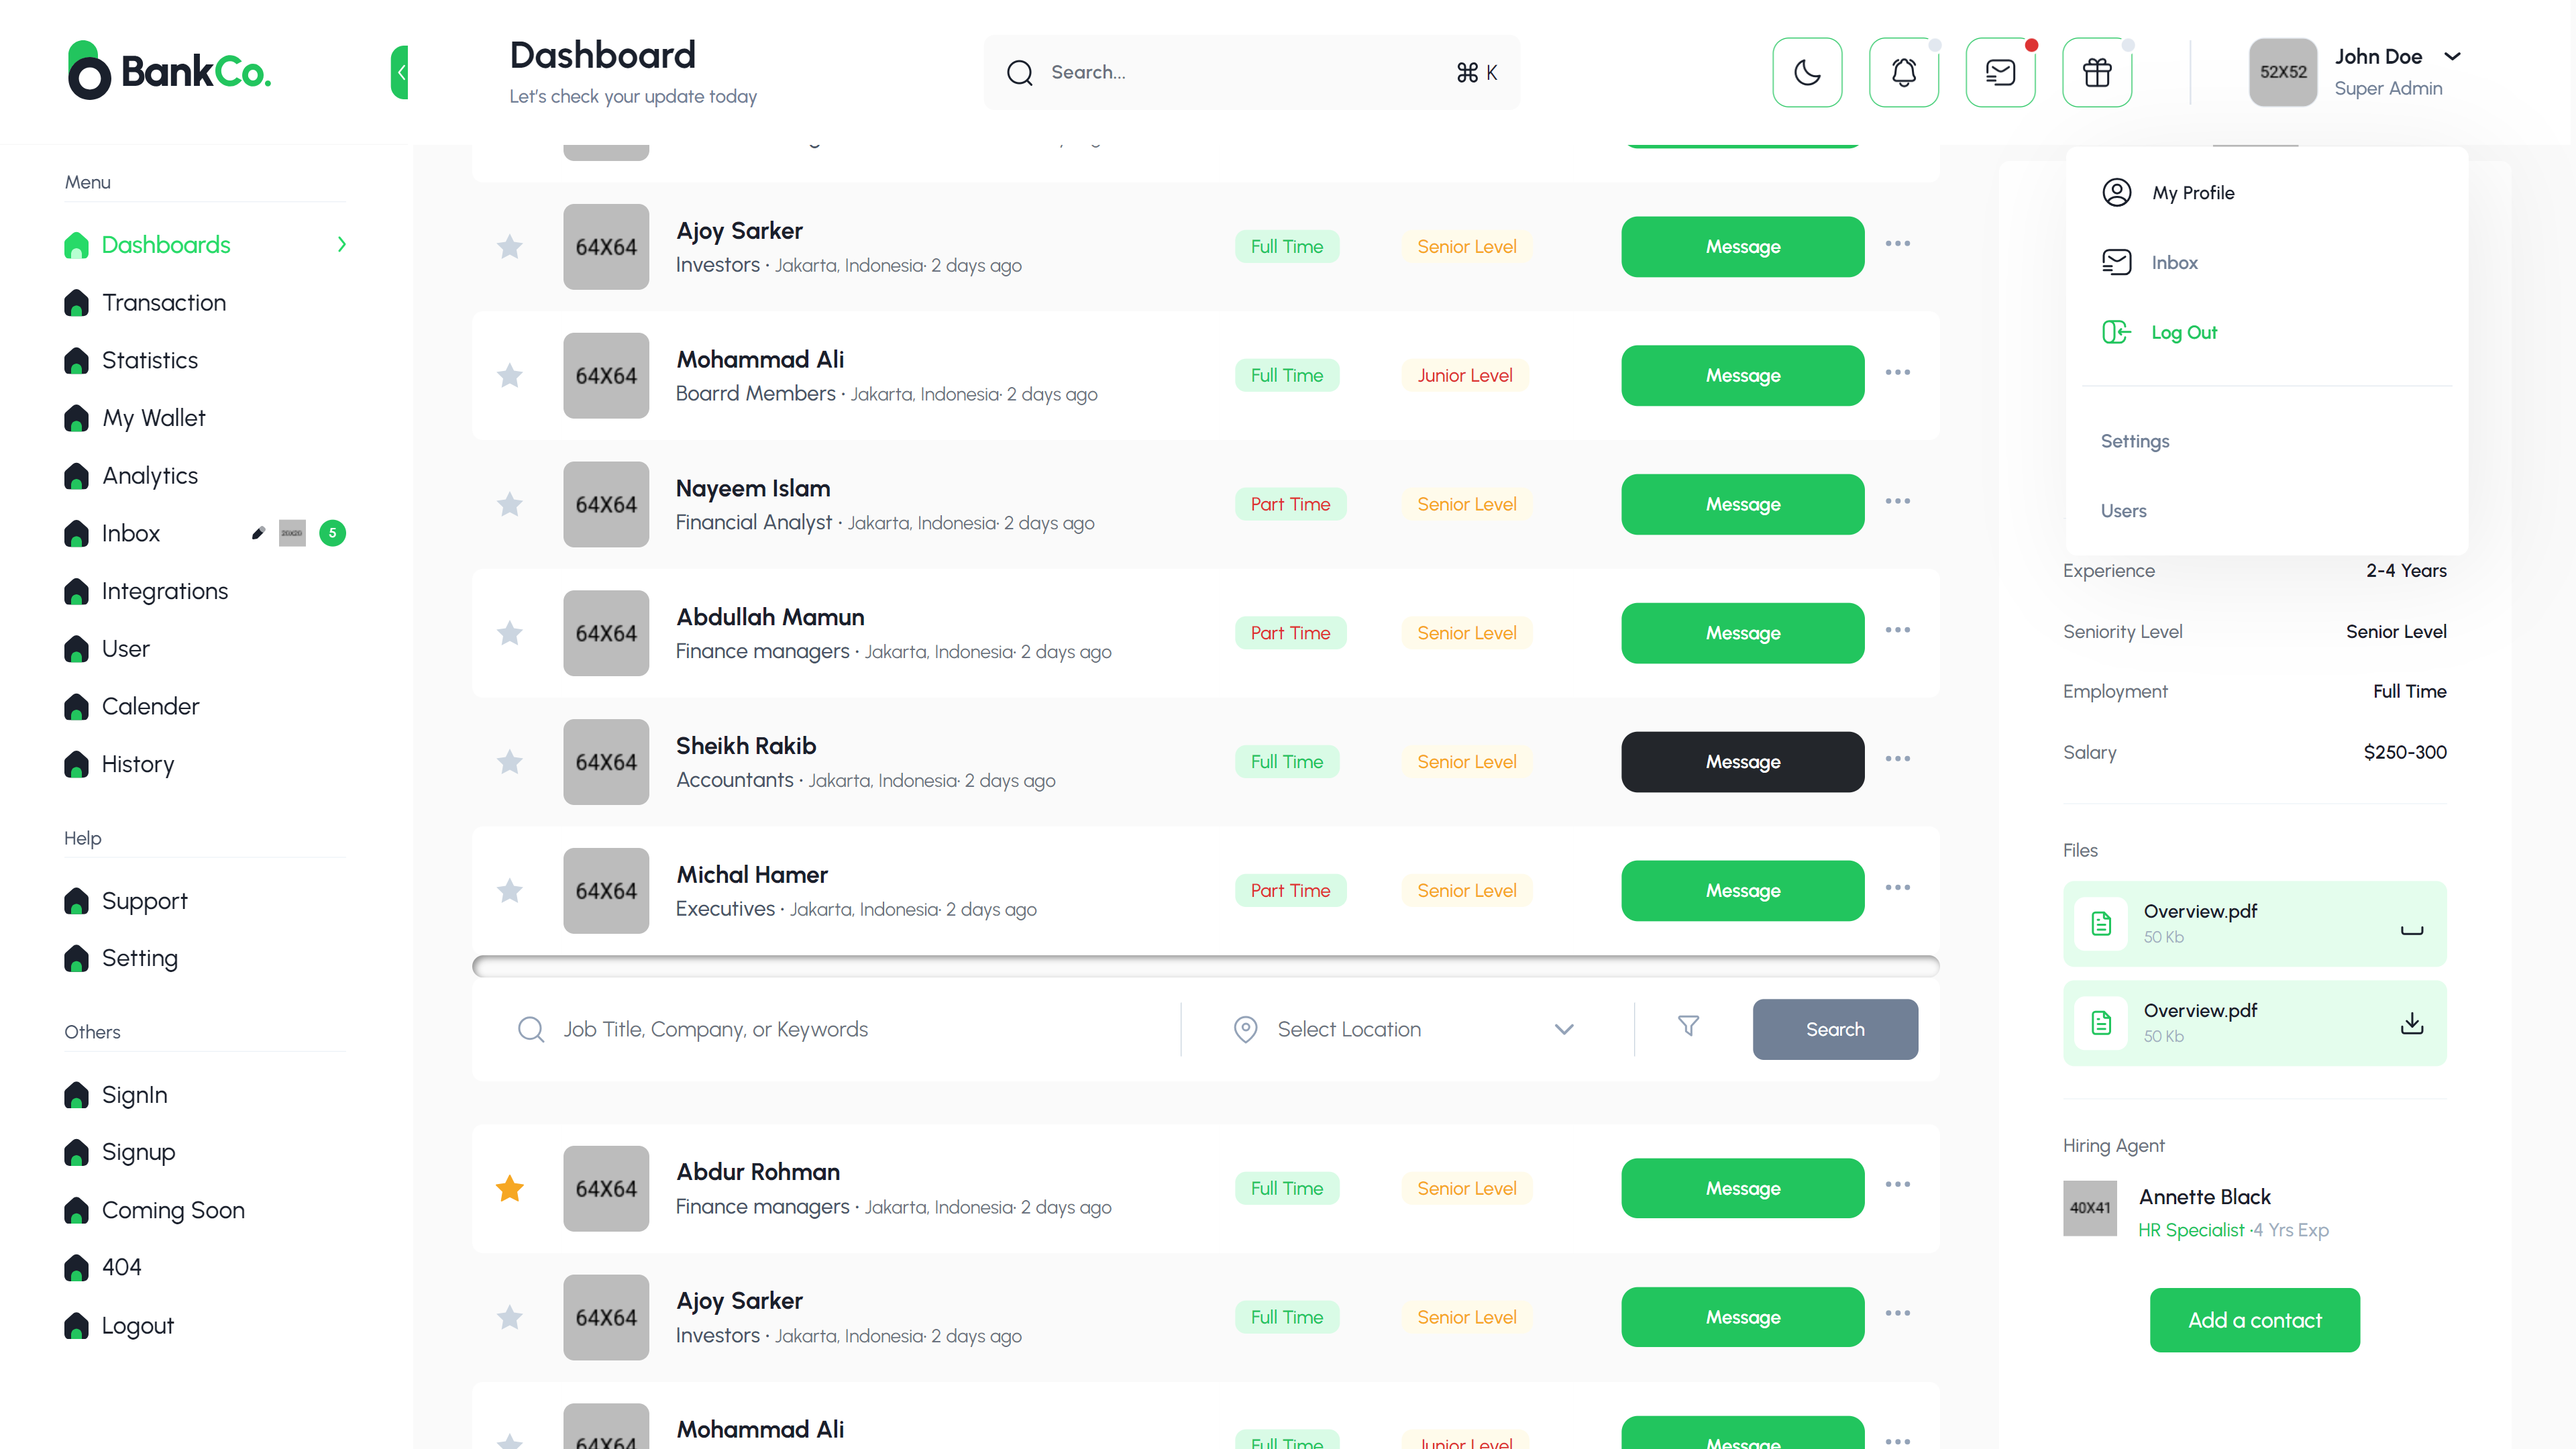 BankCo.
Dashboard
Let's check your update today
Search...
⌘ K
52X52
John Doe
Super Admin
Menu
Dashboards
Transaction
Statistics
My Wallet
Analytics
Inbox
5
Integrations
User
Calender
History
Help
Support
Setting
Others
SignIn
Signup
Coming Soon
404
Logout
64X64
Ajoy Sarker
Investors · Jakarta, Indonesia· 2 days ago
Full Time
Senior Level
Message
64X64
Mohammad Ali
Boarrd Members · Jakarta, Indonesia· 2 days ago
Full Time
Junior Level
Message
64X64
Nayeem Islam
Financial Analyst · Jakarta, Indonesia· 2 days ago
Part Time
Senior Level
Message
64X64
Abdullah Mamun
Finance managers · Jakarta, Indonesia· 2 days ago
Part Time
Senior Level
Message
64X64
Sheikh Rakib
Accountants · Jakarta, Indonesia· 2 days ago
Full Time
Senior Level
Message
64X64
Michal Hamer
Executives · Jakarta, Indonesia· 2 days ago
Part Time
Senior Level
Message
Job Title, Company, or Keywords
Select Location
Search
64X64
Abdur Rohman
Finance managers · Jakarta, Indonesia· 2 days ago
Full Time
Senior Level
Message
64X64
Ajoy Sarker
Investors · Jakarta, Indonesia· 2 days ago
Full Time
Senior Level
Message
64X64
Mohammad Ali
Full Time
Junior Level
Message
My Profile
Inbox
Log Out
Settings
Users
Experience
2-4 Years
Seniority Level
Senior Level
Employment
Full Time
Salary
$250-300
Files
Overview.pdf
50 Kb
Overview.pdf
50 Kb
Hiring Agent
40X41
Annette Black
HR Specialist ·4 Yrs Exp
Add a contact